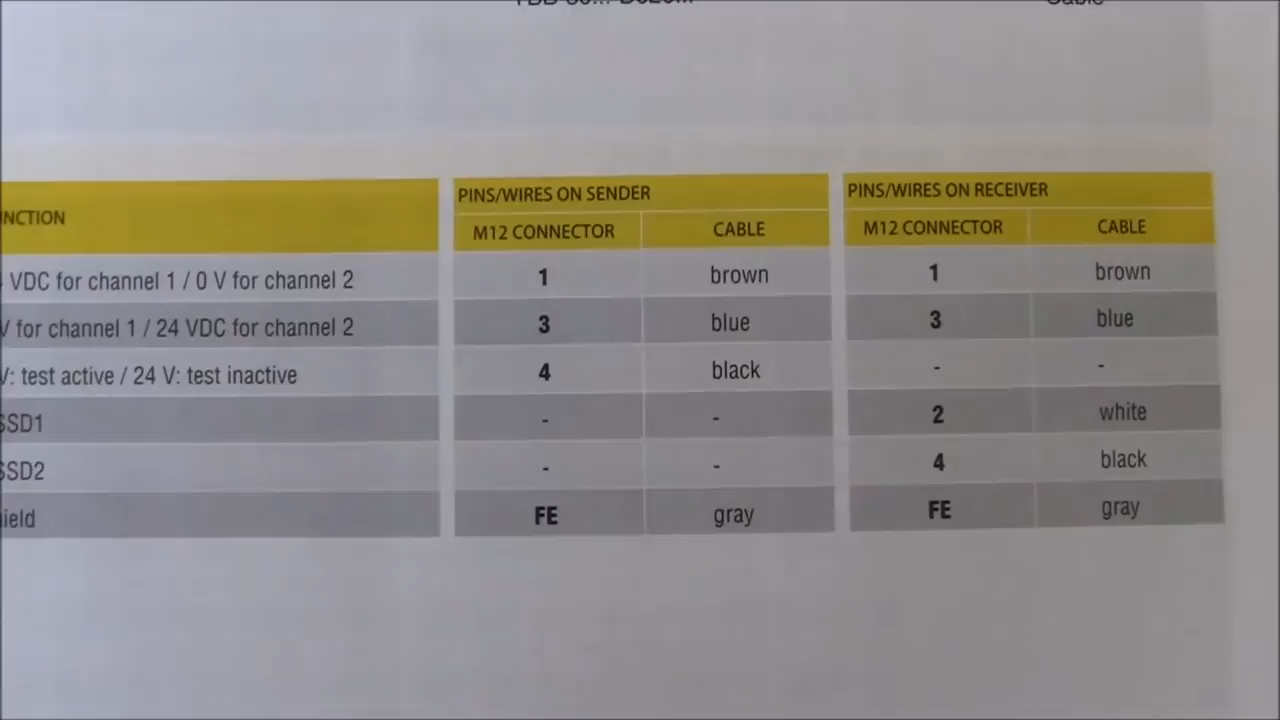 Cable
NCTION
PINS/WIRES ON SENDER
PINS/WIRES ON RECEIVER
M12 CONNECTOR CABLE
M12 CONNECTOR CABLE
VDC for channel 1 / 0 V for channel 2 1 brown 1 brown
V for channel 1 / 24 VDC for channel 2 3 blue 3 blue
V: test active / 24 V: test inactive 4 black - -
SSD1 - - 2 white
SSD2 - - 4 black
ield FE gray FE gray